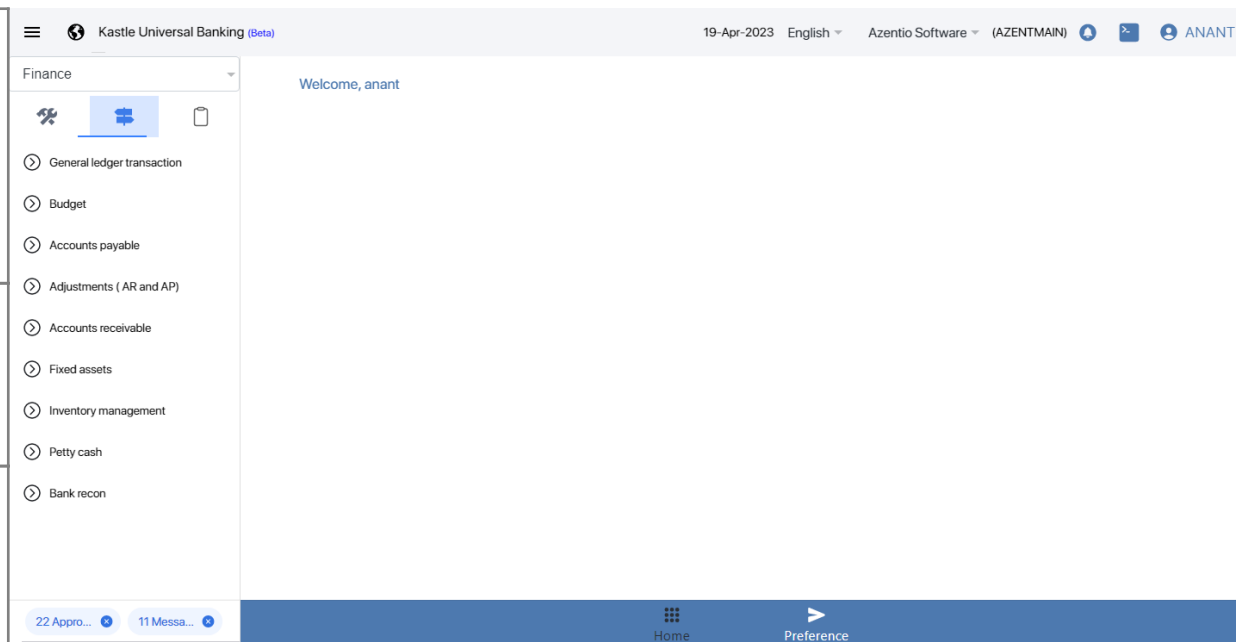 Kastle Universal Banking (Beta) 19-Apr-2023 English Azentio Software (AZENTMAIN) ANANT
Finance
Welcome, anant
General ledger transaction
Budget
Accounts payable
Adjustments ( AR and AP)
Accounts receivable
Fixed assets
Inventory management
Petty cash
Bank recon
22 Appro... 11 Messa...
Home Preference